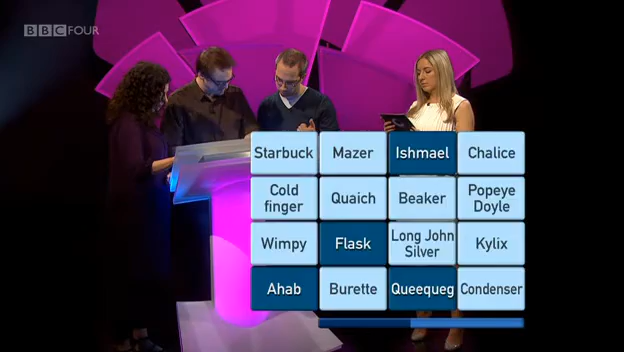 BBC FOUR
Starbuck
Mazer
Ishmael
Chalice
Cold
finger
Quaich
Beaker
Popeye
Doyle
Wimpy
Flask
Long John
Silver
Kylix
Ahab
Burette
Queequeg
Condenser